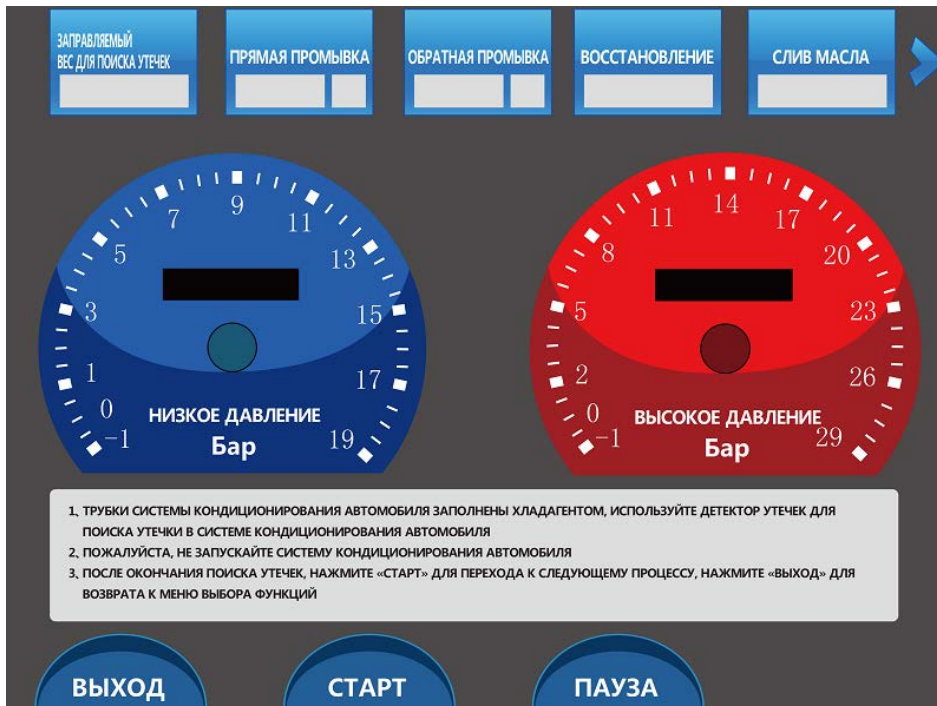 ЗАПРАВЛЯЕМЫЙ
ВЕС ДЛЯ ПОИСКА УТЕЧЕК
ПРЯМАЯ ПРОМЫВКА
ОБРАТНАЯ ПРОМЫВКА
ВОССТАНОВЛЕНИЕ
СЛИВ МАСЛА
-1
0
1
3
5
7
9
11
13
15
17
19
НИЗКОЕ ДАВЛЕНИЕ
Бар
-1
0
2
5
8
11
14
17
20
23
26
29
ВЫСОКОЕ ДАВЛЕНИЕ
Бар
1、ТРУБКИ СИСТЕМЫ КОНДИЦИОНИРОВАНИЯ АВТОМОБИЛЯ ЗАПОЛНЕНЫ ХЛАДАГЕНТОМ, ИСПОЛЬЗУЙТЕ ДЕТЕКТОР УТЕЧЕК ДЛЯ
ПОИСКА УТЕЧКИ В СИСТЕМЕ КОНДИЦИОНИРОВАНИЯ АВТОМОБИЛЯ
2、ПОЖАЛУЙСТА, НЕ ЗАПУСКАЙТЕ СИСТЕМУ КОНДИЦИОНИРОВАНИЯ АВТОМОБИЛЯ
3、ПОСЛЕ ОКОНЧАНИЯ ПОИСКА УТЕЧЕК, НАЖМИТЕ «СТАРТ» ДЛЯ ПЕРЕХОДА К СЛЕДУЮЩЕМУ ПРОЦЕССУ, НАЖМИТЕ «ВЫХОД» ДЛЯ
ВОЗВРАТА К МЕНЮ ВЫБОРА ФУНКЦИЙ
ВЫХОД
СТАРТ
ПАУЗА